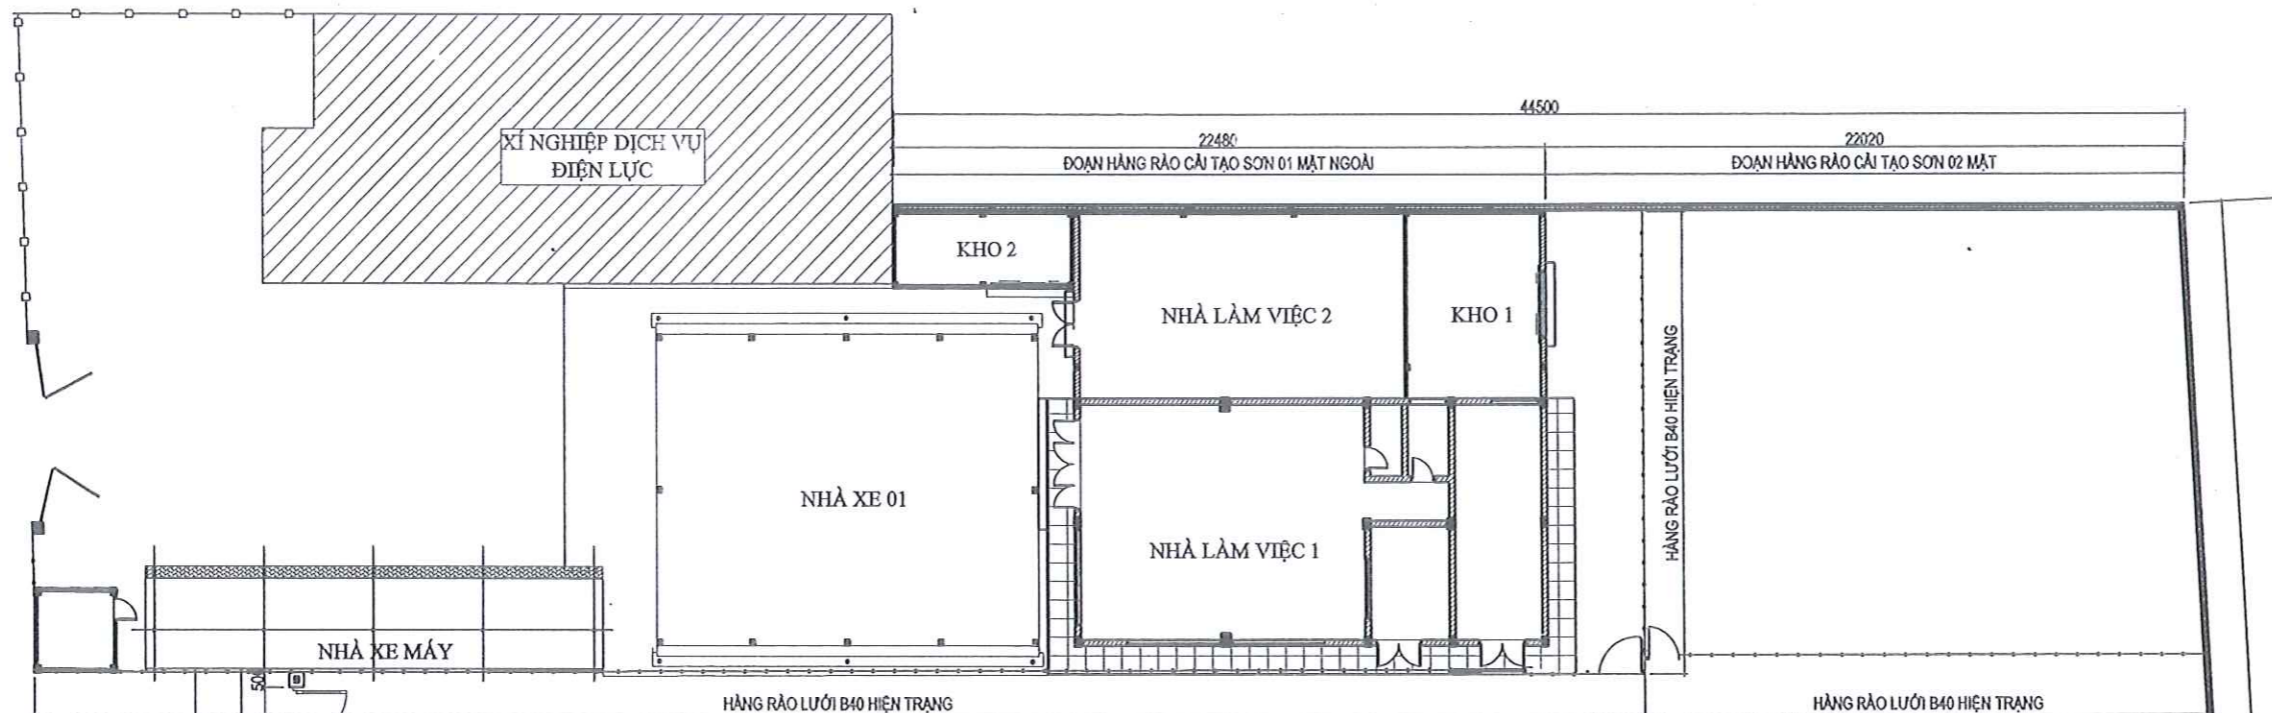 44500
22480
22020
XÍ NGHIỆP DỊCH VỤ
ĐIỆN LỰC
ĐOẠN HÀNG RÀO CẢI TẠO SƠN 01 MẶT NGOÀI
ĐOẠN HÀNG RÀO CẢI TẠO SƠN 02 MẶT
KHO 2
NHÀ LÀM VIỆC 2
KHO 1
HÀNG RÀO LƯỚI B40 HIỆN TRẠNG
NHÀ XE 01
NHÀ LÀM VIỆC 1
NHÀ XE MÁY
HÀNG RÀO LƯỚI B40 HIỆN TRẠNG
HÀNG RÀO LƯỚI B40 HIỆN TRẠNG